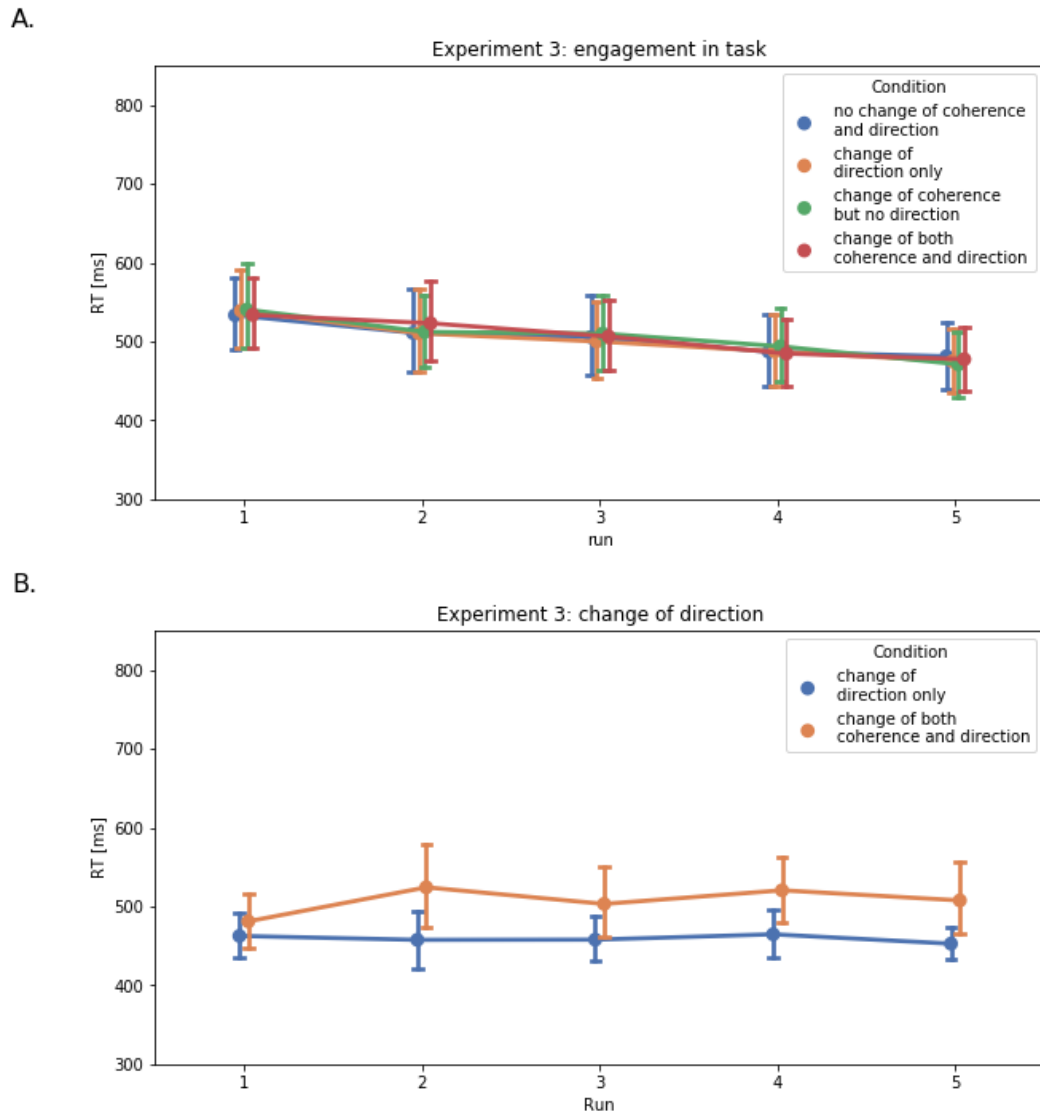 A.
Experiment 3: engagement in task
Condition
no change of coherence
and direction
change of
direction only
change of coherence
but no direction
change of both
coherence and direction
800
700
600
500
400
300
RT [ms]
1 2 3 4 5
run
B.
Experiment 3: change of direction
Condition
change of
direction only
change of both
coherence and direction
800
700
600
500
400
300
RT [ms]
1 2 3 4 5
Run